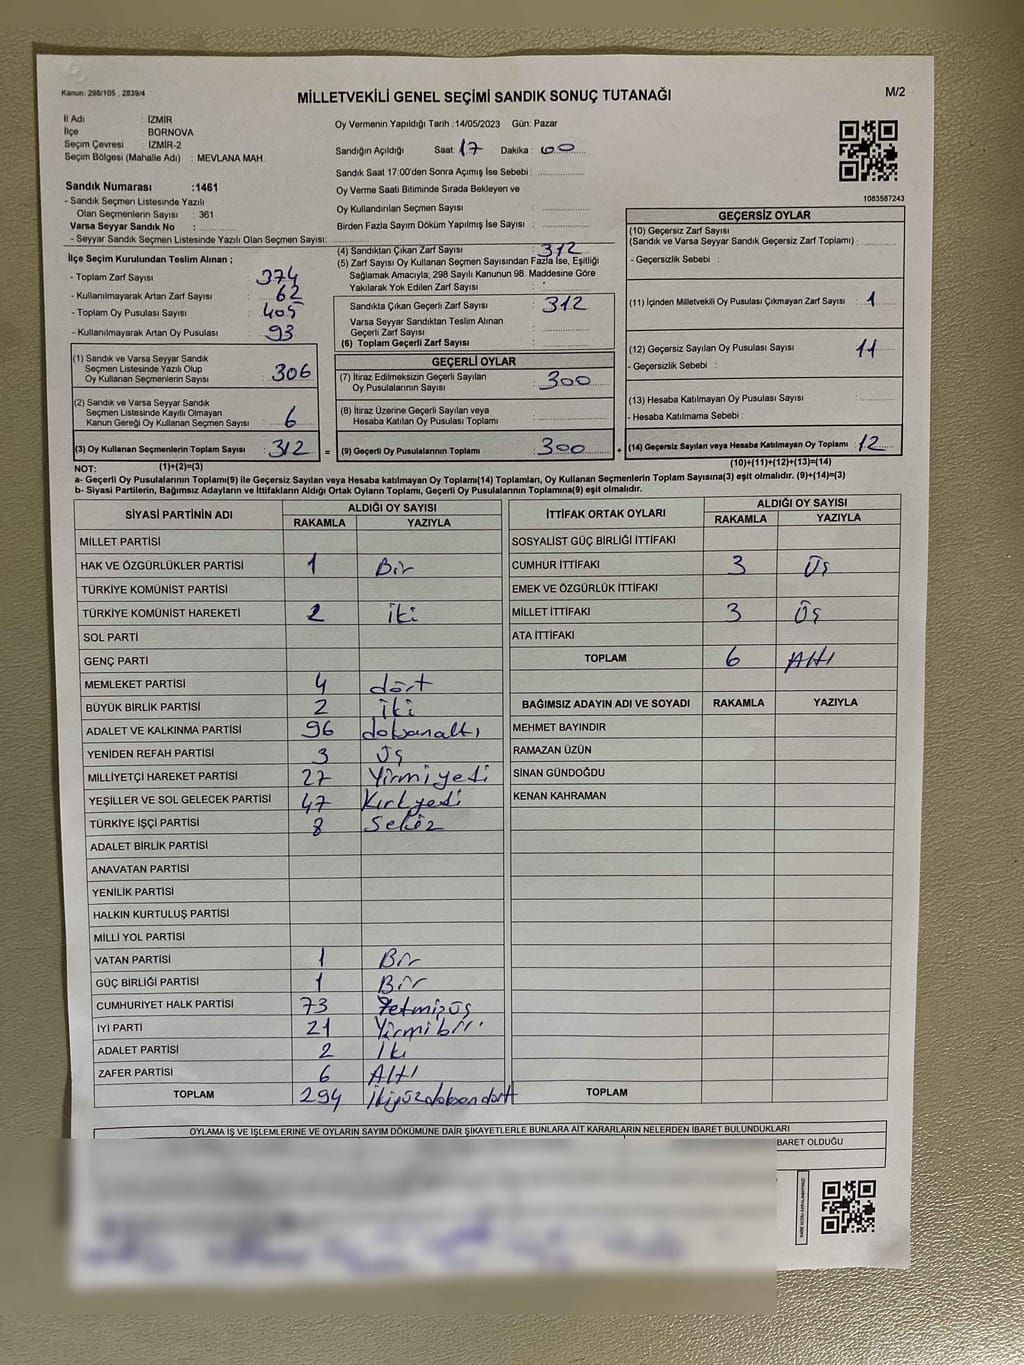 Kanun: 298/105 , 2839/4
MİLLETVEKİLİ GENEL SEÇİMİ SANDIK SONUÇ TUTANAĞI
M/2
İl Adı : İZMİR
İlçe BORNOVA
Seçim Çevresi : İZMİR-2
Seçim Bölgesi (Mahalle Adı) : MEVLANA MAH.
Sandık Numarası :1461
- Sandık Seçmen Listesinde Yazılı
Olan Seçmenlerin Sayısı : 361
Varsa Seyyar Sandık No :
- Seyyar Sandık Seçmen Listesinde Yazılı Olan Seçmen Sayısı:
Oy Vermenin Yapıldığı Tarih :14/05/2023 Gün: Pazar
Sandığın Açıldığı Saat: 17 Dakika : 00
Sandık Saat 17:00'den Sonra Açımış İse Sebebi :
Oy Verme Saati Bitiminde Sırada Bekleyen ve
Oy Kullandırılan Seçmen Sayısı :
Birden Fazla Sayım Döküm Yapılmış İse Sayısı :
1083587243
İlçe Seçim Kurulundan Teslim Alınan ;
- Toplam Zarf Sayısı : 374
- Kullanılmayarak Artan Zarf Sayısı : 62
- Toplam Oy Pusulası Sayısı : 405
- Kullanılmayarak Artan Oy Pusulası : 93
(1) Sandık ve Varsa Seyyar Sandık
Seçmen Listesinde Yazılı Olup
Oy Kullanan Seçmenlerin Sayısı : 306
(2) Sandık ve Varsa Seyyar Sandık
Seçmen Listesinde Kayıtlı Olmayan
Kanun Gereği Oy Kullanan Seçmen Sayısı : 6
(3) Oy Kullanan Seçmenlerin Toplam Sayısı : 312 =
(4) Sandıktan Çıkan Zarf Sayısı : 312
(5) Zarf Sayısı Oy Kullanan Seçmen Sayısından Fazla İse, Eşitliği
Sağlamak Amacıyla; 298 Sayılı Kanunun 98. Maddesine Göre
Yakılarak Yok Edilen Zarf Sayısı :
Sandıkta Çıkan Geçerli Zarf Sayısı : 312
Varsa Seyyar Sandıktan Teslim Alınan
Geçerli Zarf Sayısı :
(6) Toplam Geçerli Zarf Sayısı :
GEÇERLİ OYLAR
(7) İtiraz Edilmeksizin Geçerli Sayılan
Oy Pusulalarının Sayısı : 300
(8) İtiraz Üzerine Geçerli Sayılan veya
Hesaba Katılan Oy Pusulası Toplamı :
(9) Geçerli Oy Pusulalarının Toplamı : 300 +
GEÇERSİZ OYLAR
(10) Geçersiz Zarf Sayısı
(Sandık ve Varsa Seyyar Sandık Geçersiz Zarf Toplamı) :
- Geçersizlik Sebebi :
(11) İçinden Milletvekili Oy Pusulası Çıkmayan Zarf Sayısı : 1
(12) Geçersiz Sayılan Oy Pusulası Sayısı : 11
- Geçersizlik Sebebi :
(13) Hesaba Katılmayan Oy Pusulası Sayısı :
- Hesaba Katılmama Sebebi :
(14) Geçersiz Sayılan veya Hesaba Katılmayan Oy Toplamı : 12
NOT: (1)+(2)=(3) (10)+(11)+(12)+(13)=(14)
a- Geçerli Oy Pusulalarının Toplamı(9) ile Geçersiz Sayılan veya Hesaba katılmayan Oy Toplamı(14) Toplamları, Oy Kullanan Seçmenlerin Toplam Sayısına(3) eşit olmalıdır. (9)+(14)=(3)
b- Siyasi Partilerin, Bağımsız Adayların ve İttifakların Aldığı Ortak Oyların Toplamı, Geçerli Oy Pusulalarının Toplamına(9) eşit olmalıdır.
SİYASİ PARTİNİN ADI ALDIĞI OY SAYISI
RAKAMLA YAZIYLA
MİLLET PARTİSİ
HAK VE ÖZGÜRLÜKLER PARTİSİ 1 Bir
TÜRKİYE KOMÜNİST PARTİSİ
TÜRKİYE KOMÜNİST HAREKETİ 2 iki
SOL PARTİ
GENÇ PARTİ
MEMLEKET PARTİSİ 4 dört
BÜYÜK BİRLİK PARTİSİ 2 iki
ADALET VE KALKINMA PARTİSİ 96 doksanaltı
YENİDEN REFAH PARTİSİ 3 üş
MİLLİYETÇİ HAREKET PARTİSİ 27 Yirmiyedi
YEŞİLLER VE SOL GELECEK PARTİSİ 47 Kırkyedi
TÜRKİYE İŞÇİ PARTİSİ 8 sekiz
ADALET BİRLİK PARTİSİ
ANAVATAN PARTİSİ
YENİLİK PARTİSİ
HALKIN KURTULUŞ PARTİSİ
MİLLİ YOL PARTİSİ
VATAN PARTİSİ 1 Bir
GÜÇ BİRLİĞİ PARTİSİ 1 Bir
CUMHURİYET HALK PARTİSİ 73 Yetmişüş
İYİ PARTİ 21 Yirmibir
ADALET PARTİSİ 2 İki
ZAFER PARTİSİ 6 Altı
TOPLAM 294 İkiyüzdoksandört
İTTİFAK ORTAK OYLARI ALDIĞI OY SAYISI
RAKAMLA YAZIYLA
SOSYALİST GÜÇ BİRLİĞİ İTTİFAKI
CUMHUR İTTİFAKI 3 Üş
EMEK VE ÖZGÜRLÜK İTTİFAKI
MİLLET İTTİFAKI 3 Üş
ATA İTTİFAKI
TOPLAM 6 Altı
BAĞIMSIZ ADAYIN ADI VE SOYADI RAKAMLA YAZIYLA
MEHMET BAYINDIR
RAMAZAN ÜZÜN
SİNAN GÜNDOĞDU
KENAN KAHRAMAN
TOPLAM
OYLAMA İŞ VE İŞLEMLERİNE VE OYLARIN SAYIM DÖKÜMÜNE DAİR ŞİKAYETLERLE BUNLARA AİT KARARLARIN NELERDEN İBARET BULUNDUKLARI
BARET OLDUĞU